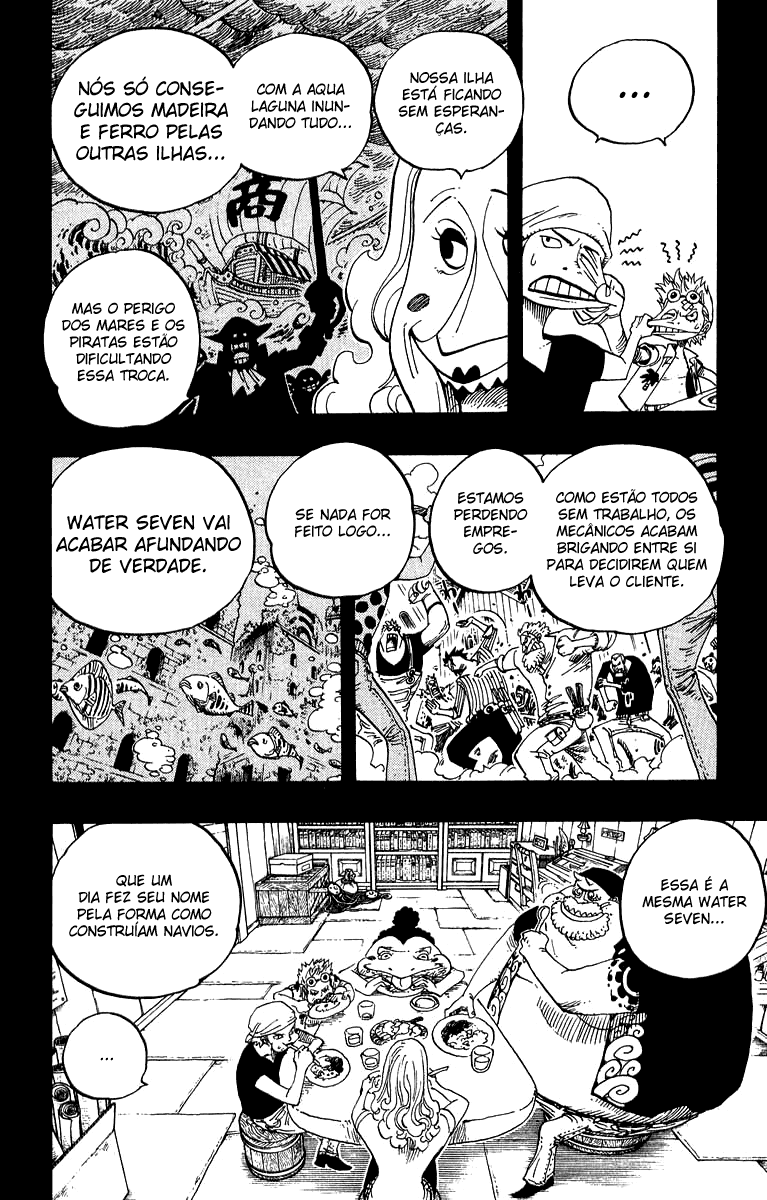 ...
NOSSA ILHA
ESTÁ FICANDO
SEM ESPERAN-
ÇAS.
COM A AQUA
LAGUNA INUN-
DANDO TUDO...
NÓS SÓ CONSE-
GUIMOS MADEIRA
E FERRO PELAS
OUTRAS ILHAS...
商
MAS O PERIGO
DOS MARES E OS
PIRATAS ESTÃO
DIFICULTANDO
ESSA TROCA.
COMO ESTÃO TODOS
SEM TRABALHO, OS
MECÂNICOS ACABAM
BRIGANDO ENTRE SI
PARA DECIDIREM QUEM
LEVA O CLIENTE.
ESTAMOS
PERDENDO
EMPRE-
GOS.
SE NADA FOR
FEITO LOGO...
WATER SEVEN VAI
ACABAR AFUNDANDO
DE VERDADE.
ESSA É A
MESMA WATER
SEVEN...
QUE UM
DIA FEZ SEU NOME
PELA FORMA COMO
CONSTRUÍAM NAVIOS.
...